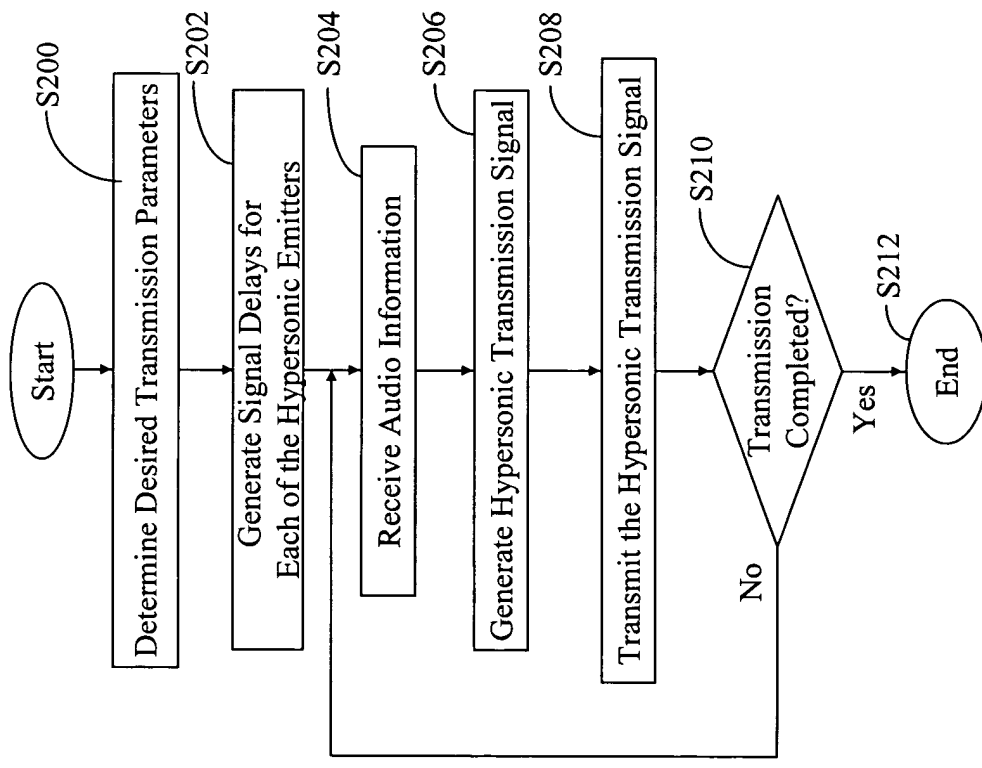 Start
S200
Determine Desired Transmission Parameters
S202
Generate Signal Delays for
Each of the Hypersonic Emitters
S204
Receive Audio Information
S206
Generate Hypersonic Transmission Signal
S208
Transmit the Hypersonic Transmission Signal
S210
Transmission
Completed?
No
Yes
S212
End